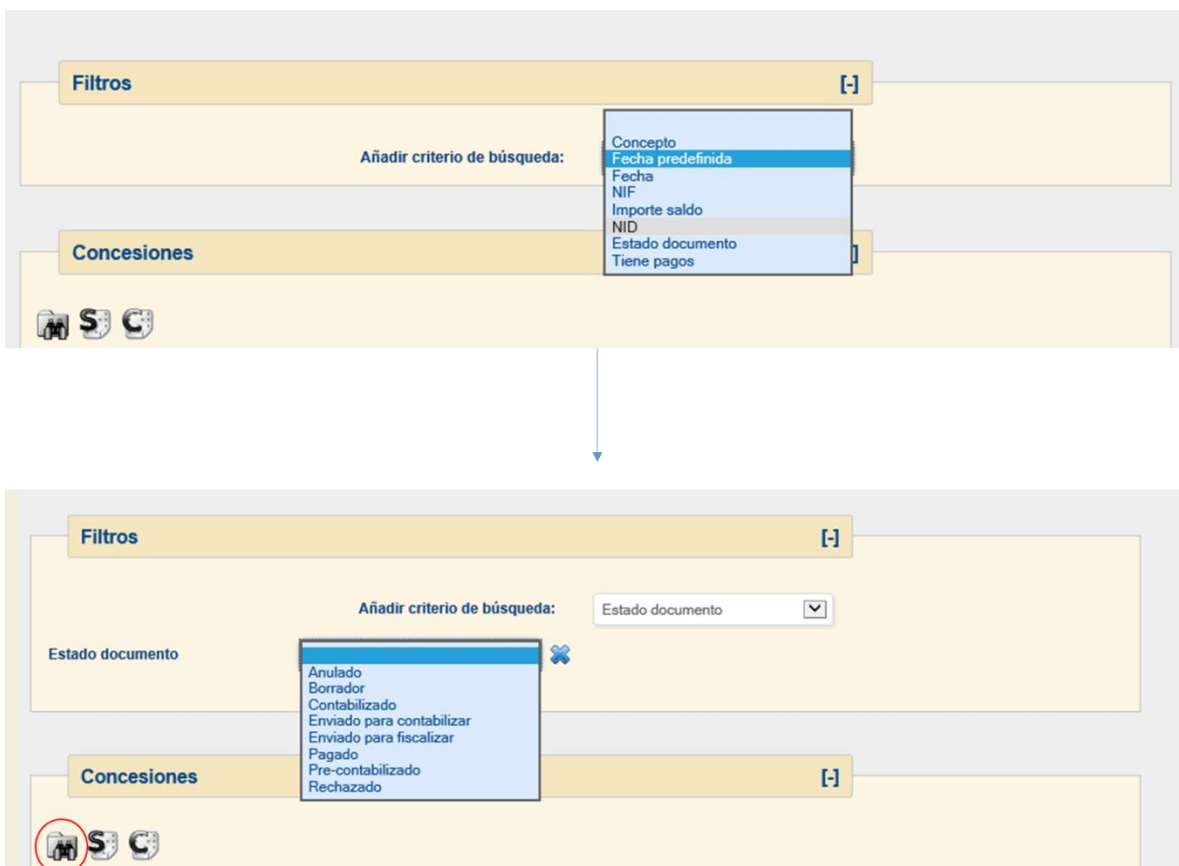 Filtros [-]
Añadir criterio de búsqueda:
Concepto
Fecha predefinida
Fecha
NIF
Importe saldo
NID
Estado documento
Tiene pagos
Concesiones ]
S C
Filtros [-]
Añadir criterio de búsqueda: Estado documento
Estado documento
Anulado
Borrador
Contabilizado
Enviado para contabilizar
Enviado para fiscalizar
Pagado
Pre-contabilizado
Rechazado
Concesiones [-]
S C